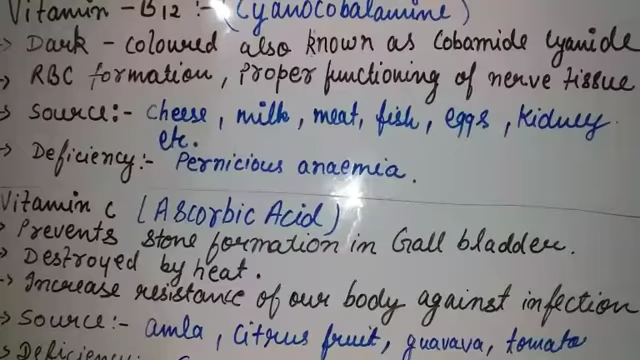 Vitamin - B12 :- (Cyanocobalamine)
→ Dark - coloured also known as Cobamide Cyanide
→ RBC formation, Proper functioning of nerve tissue
→ Source :- cheese, milk, meat, fish, eggs, kidney
etc.
→ Deficiency :- Pernicious anaemia.
Vitamin C (Ascorbic Acid)
→ Prevents stone formation in Gall bladder.
→ Destroyed by heat.
→ Increase resistance of our body against infection
→ Source :- amla, citrus fruit, guavava, tomato
→ Deficiency :-